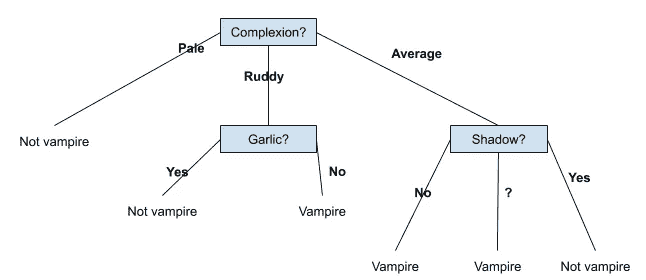 Complexion?
Pale
Average
Ruddy
Not vampire
Garlic?
Shadow?
Yes
No
No
?
Yes
Not vampire
Vampire
Vampire
Vampire
Not vampire